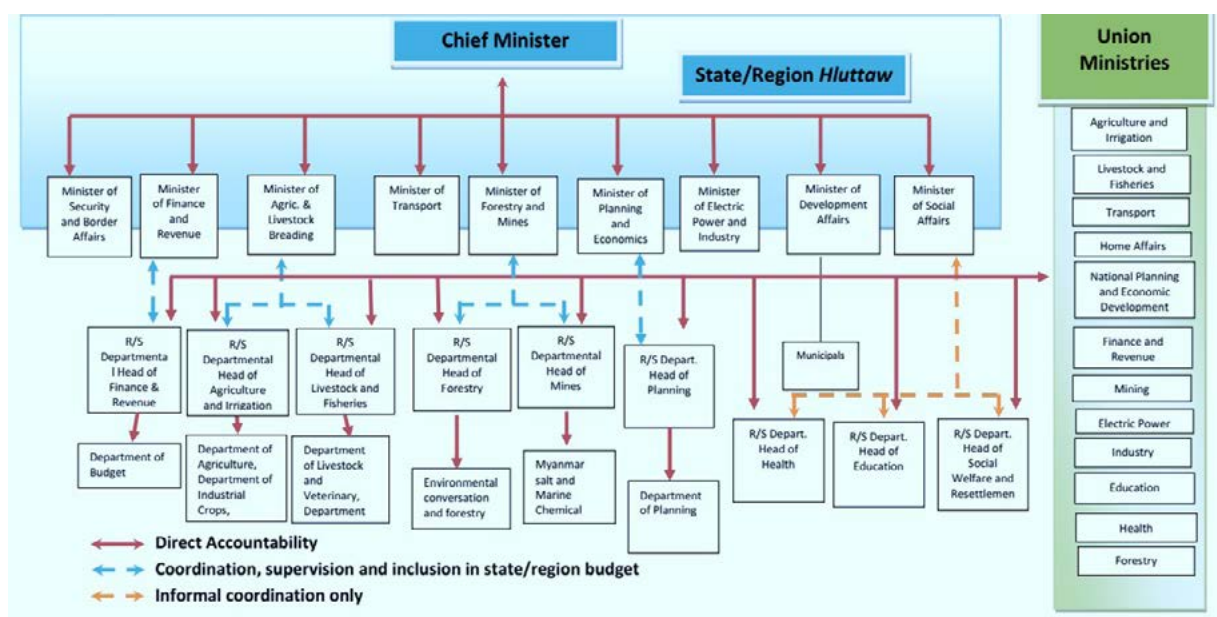 Chief Minister
State/Region Hluttaw
Union
Ministries
Minister of
Security
and Border
Affairs
Minister
of Finance
and
Revenue
Minister of
Agric. &
Livestock
Breading
Minister of
Transport
Minister of
Forestry and
Mines
Minister of
Planning
and
Economics
Minister
of Electric
Power and
Industry
Minister of
Development
Affairs
Minister
of Social
Affairs
Agriculture and
Irrigation
Livestock and
Fisheries
Transport
Home Affairs
National Planning
and Economic
Development
Finance and
Revenue
Mining
Electric Power
Industry
Education
Health
Forestry
R/S
Departmenta
l Head of
Finance &
Revenue
R/S
Departmental
Head of
Agriculture
and Irrigation
R/S
Departmental
Head of
Livestock and
Fisheries
R/S
Departmental
Head of
Forestry
R/S
Departmental
Head of
Mines
R/S Depart.
Head of
Planning
Municipals
R/S Depart.
Head of
Health
R/S Depart.
Head of
Education
R/S Depart.
Head of
Social
Welfare and
Resettlemen
Department of
Budget
Department of
Agriculture,
Department of
Industrial
Crops,
Department
of Livestock
and
Veterinary,
Department
Environmental
conversation
and forestry
Myanmar
salt and
Marine
Chemical
Department
of Planning
Direct Accountability
Coordination, supervision and inclusion in state/region budget
Informal coordination only